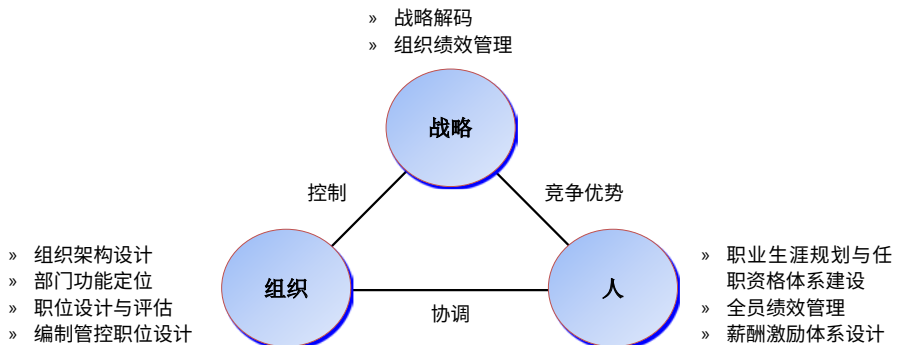 » 战略解码
» 组织绩效管理
战略
控制
竞争优势
» 组织架构设计
» 部门功能定位
» 职位设计与评估
» 编制管控职位设计
组织
协调
人
» 职业生涯规划与任
职资格体系建设
» 全员绩效管理
» 薪酬激励体系设计